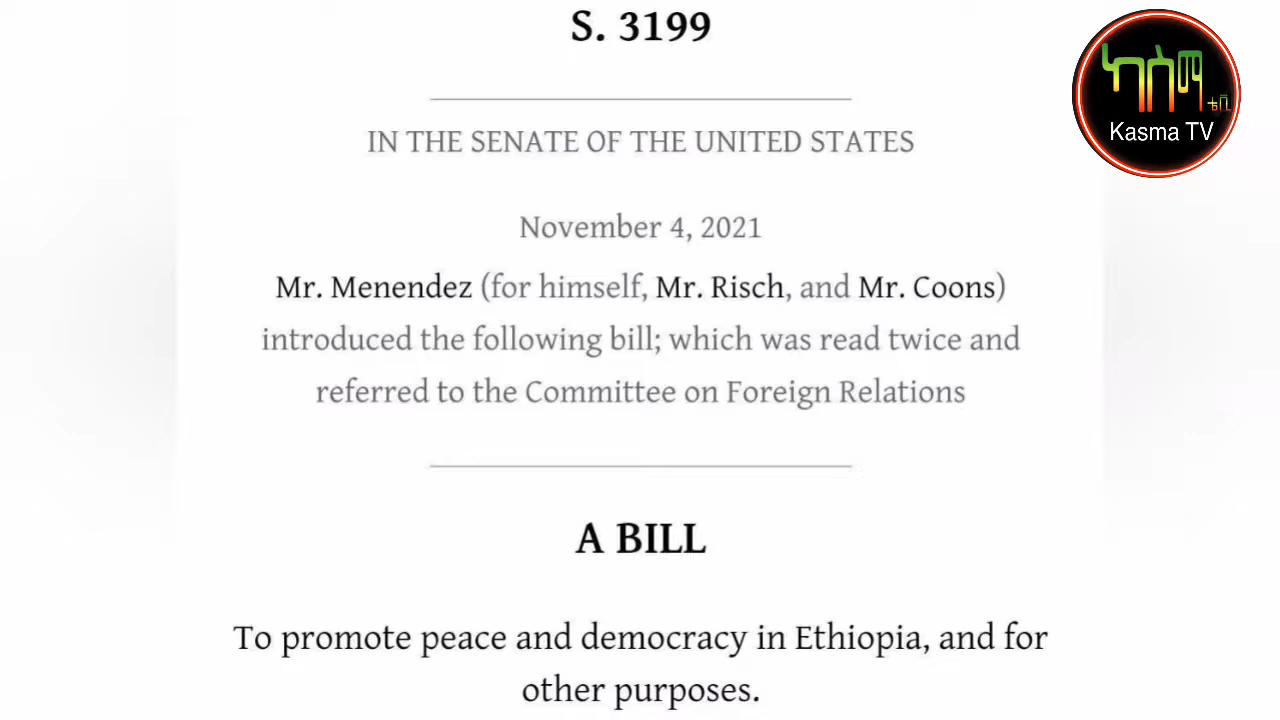 S. 3199
IN THE SENATE OF THE UNITED STATES
November 4, 2021
Mr. Menendez (for himself, Mr. Risch, and Mr. Coons)
introduced the following bill; which was read twice and
referred to the Committee on Foreign Relations
A BILL
To promote peace and democracy in Ethiopia, and for
other purposes.
ካስማ
ቲቪ
Kasma TV